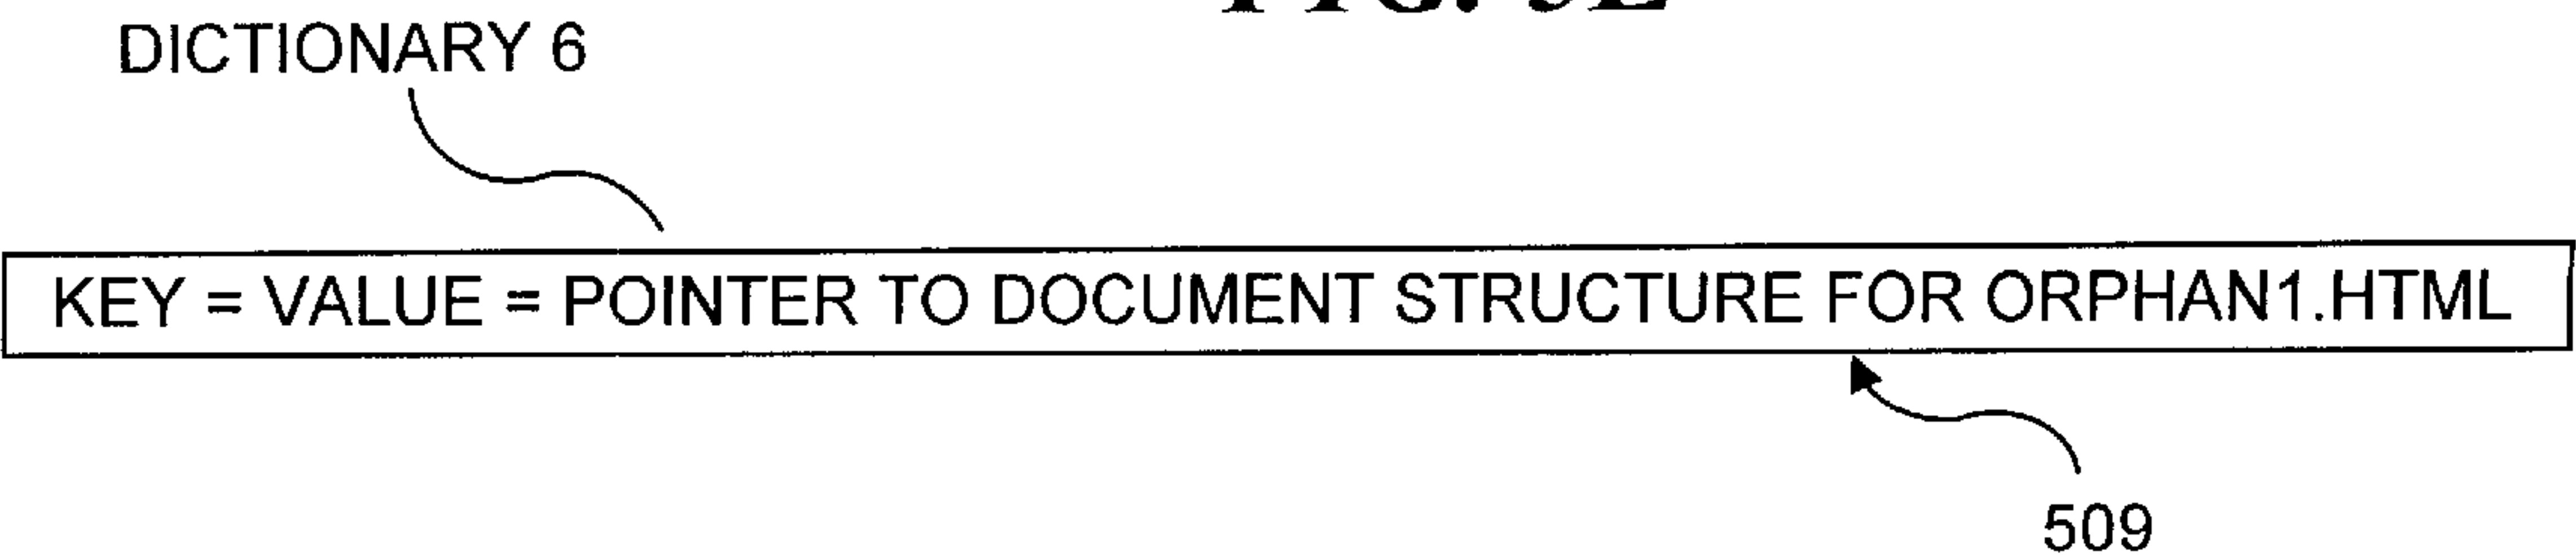 DICTIONARY 6
KEY = VALUE = POINTER TO DOCUMENT STRUCTURE FOR ORPHAN1.HTML
509